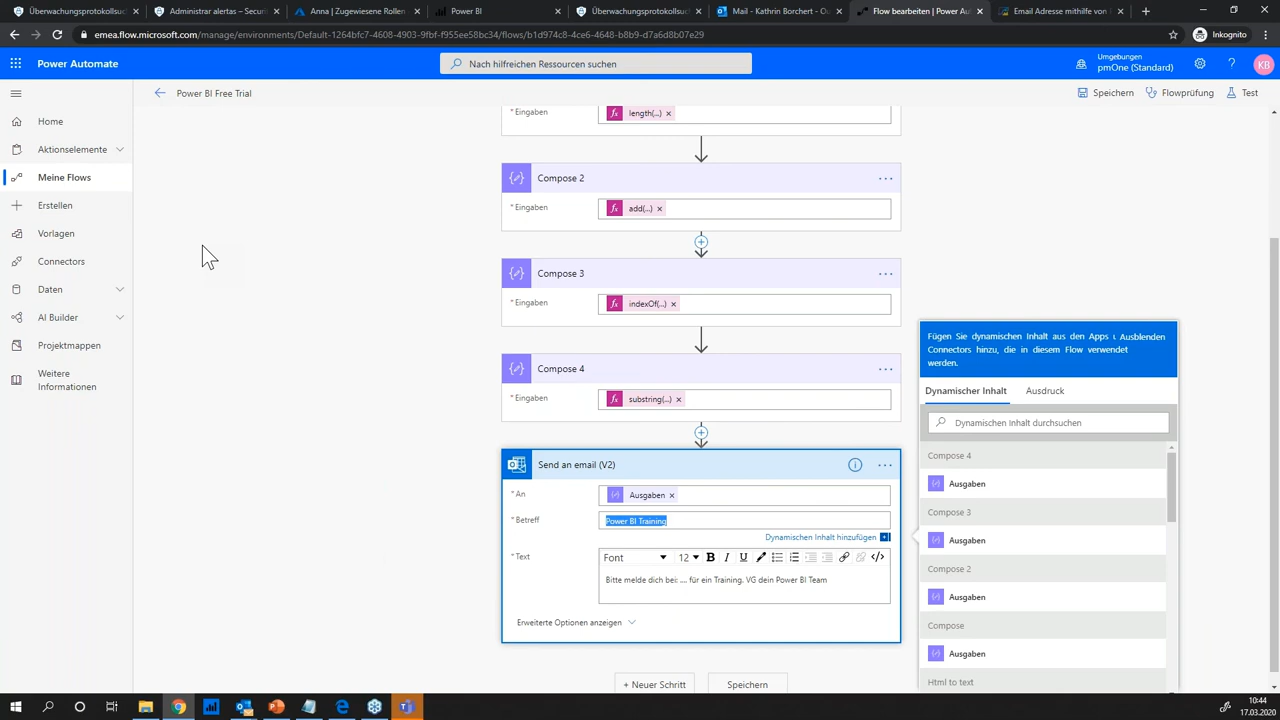 Überwachungsprotokollsuc
Administrar alertas – Securi
Anna | Zugewiesene Rollen
Power BI
Überwachungsprotokollsuc
Mail - Kathrin Borchert - Ou
Flow bearbeiten | Power Au
Email Adresse mithilfe von F
emea.flow.microsoft.com/manage/environments/Default-1264bfc7-4608-4903-9fbf-f955ee58bc34/flows/b1d974c8-4ce6-4648-b8b9-d7a6d8b07e29
Inkognito
Power Automate
Nach hilfreichen Ressourcen suchen
Umgebungen
pmOne (Standard)
?
KB
Power BI Free Trial
Speichern
Flowprüfung
Test
Home
Aktionselemente
Meine Flows
Erstellen
Vorlagen
Connectors
Daten
AI Builder
Projektmappen
Weitere
Informationen
* Eingaben
length(...)
Compose 2
* Eingaben
add(...)
Compose 3
* Eingaben
indexOf(...)
Compose 4
* Eingaben
substring(...)
Send an email (V2)
* An
Ausgaben
* Betreff
Power BI Training
Dynamischen Inhalt hinzufügen
* Text
Font
12
B I U
Bitte melde dich bei: .... für ein Training. VG dein Power BI Team
Erweiterte Optionen anzeigen
+ Neuer Schritt
Speichern
Fügen Sie dynamischen Inhalt aus den Apps u Ausblenden
Connectors hinzu, die in diesem Flow verwendet
werden.
Dynamischer Inhalt
Ausdruck
Dynamischen Inhalt durchsuchen
Compose 4
Ausgaben
Compose 3
Ausgaben
Compose 2
Ausgaben
Compose
Ausgaben
Html to text
10:44
17.03.2020